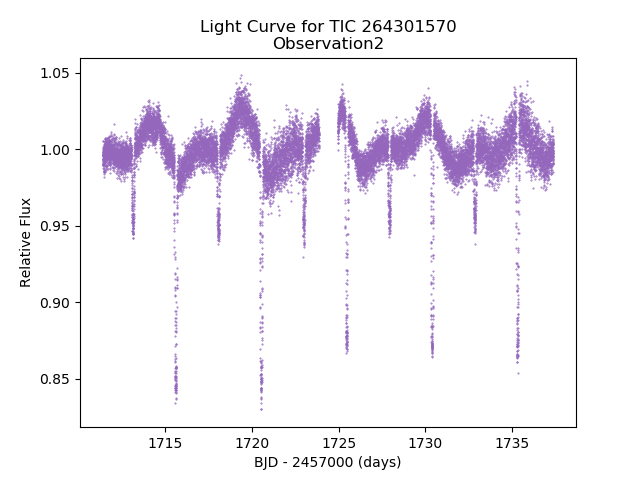 Light Curve for TIC 264301570
Observation2
1.05
1.00
0.95
0.90
0.85
Relative Flux
1715
1720
1725
1730
1735
BJD - 2457000 (days)